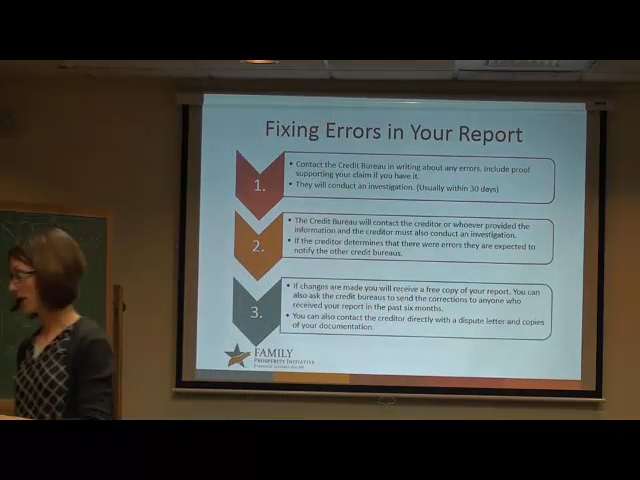 Fixing Errors in Your Report
1.
• Contact the Credit Bureau in writing about any errors. Include proof
supporting your claim if you have it.
• They will conduct an investigation. (Usually within 30 days)
2.
• The Credit Bureau will contact the creditor or whoever provided the
information and the creditor must also conduct an investigation.
• If the creditor determines that there were errors they are expected to
notify the other credit bureaus.
3.
• If changes are made you will receive a free copy of your report. You can
also ask the credit bureaus to send the corrections to anyone who
received your report in the past six months.
• You can also contact the creditor directly with a dispute letter and copies
of your documentation.
FAMILY
PROSPERITY INITIATIVE